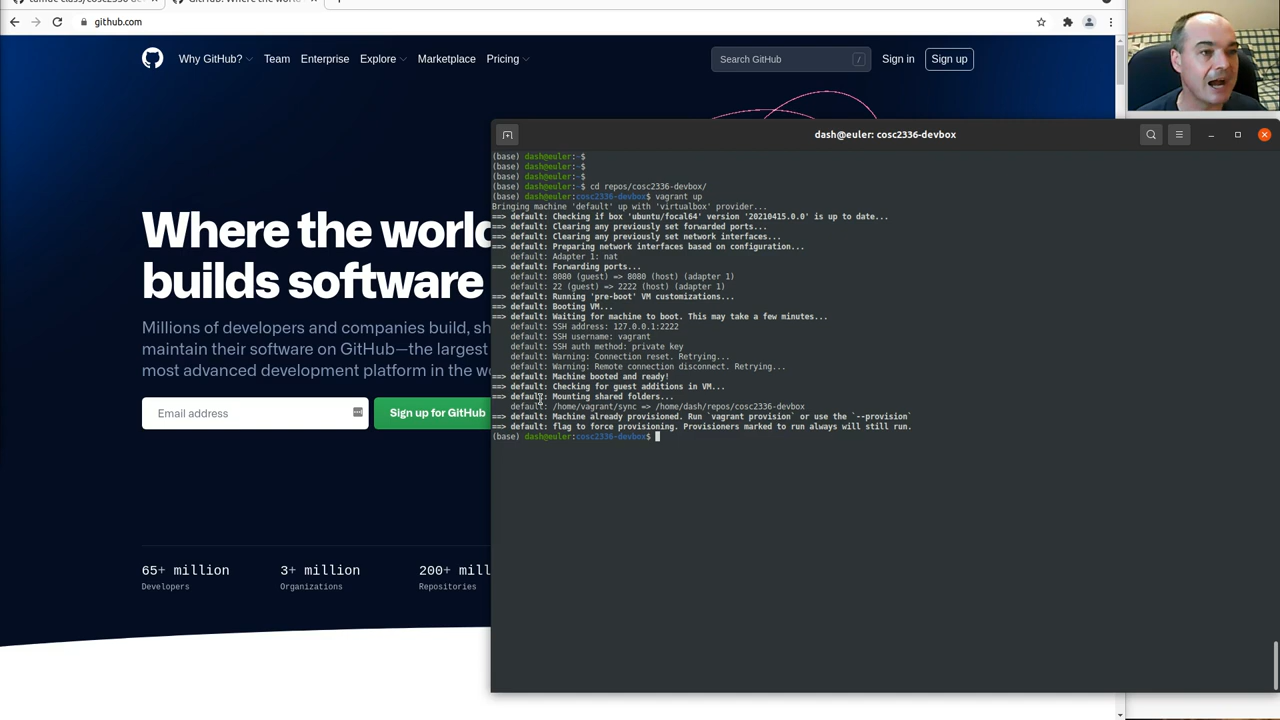 GitHub: Where the world
github.com
Why GitHub? Team Enterprise Explore Marketplace Pricing
Search GitHub /
Sign in Sign up
Where the world
builds software
Millions of developers and companies build, sh
maintain their software on GitHub—the largest
most advanced development platform in the wo
Email address
Sign up for GitHub
65+ million
Developers
3+ million
Organizations
200+ mill
Repositories
dash@euler: cosc2336-devbox
(base) dash@euler:~$
(base) dash@euler:~$
(base) dash@euler:~$
(base) dash@euler:~$ cd repos/cosc2336-devbox/
(base) dash@euler:cosc2336-devbox$ vagrant up
Bringing machine 'default' up with 'virtualbox' provider...
==> default: Checking if box 'ubuntu/focal64' version '20210415.0.0' is up to date...
==> default: Clearing any previously set forwarded ports...
==> default: Clearing any previously set network interfaces...
==> default: Preparing network interfaces based on configuration...
default: Adapter 1: nat
==> default: Forwarding ports...
default: 8080 (guest) => 8080 (host) (adapter 1)
default: 22 (guest) => 2222 (host) (adapter 1)
==> default: Running 'pre-boot' VM customizations...
==> default: Booting VM...
==> default: Waiting for machine to boot. This may take a few minutes...
default: SSH address: 127.0.0.1:2222
default: SSH username: vagrant
default: SSH auth method: private key
default: Warning: Connection reset. Retrying...
default: Warning: Remote connection disconnect. Retrying...
==> default: Machine booted and ready!
==> default: Checking for guest additions in VM...
==> default: Mounting shared folders...
default: /home/vagrant/sync => /home/dash/repos/cosc2336-devbox
==> default: Machine already provisioned. Run `vagrant provision` or use the `--provision`
==> default: flag to force provisioning. Provisioners marked to run always will still run.
(base) dash@euler:cosc2336-devbox$